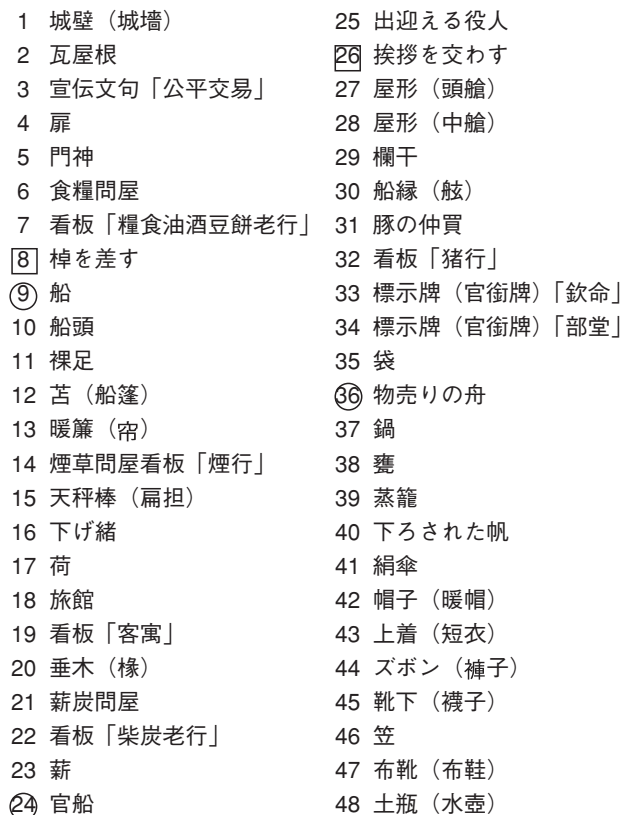 1 城壁（城墻）
2 瓦屋根
3 宣伝文句「公平交易」
4 扉
5 門神
6 食糧問屋
7 看板「糧食油酒豆餅老行」
8 棹を差す
9 船
10 船頭
11 裸足
12 苫（船篷）
13 暖簾（帘）
14 煙草問屋看板「煙行」
15 天秤棒（扁担）
16 下げ緒
17 荷
18 旅館
19 看板「客寓」
20 垂木（椽）
21 薪炭問屋
22 看板「柴炭老行」
23 薪
24 官船
25 出迎える役人
26 挨拶を交わす
27 屋形（頭艙）
28 屋形（中艙）
29 欄干
30 船縁（舷）
31 豚の仲買
32 看板「猪行」
33 標示牌（官銜牌）「欽命」
34 標示牌（官銜牌）「部堂」
35 袋
36 物売りの舟
37 鍋
38 甕
39 蒸籠
40 下ろされた帆
41 絹傘
42 帽子（暖帽）
43 上着（短衣）
44 ズボン（褲子）
45 靴下（襪子）
46 笠
47 布靴（布鞋）
48 土瓶（水壺）